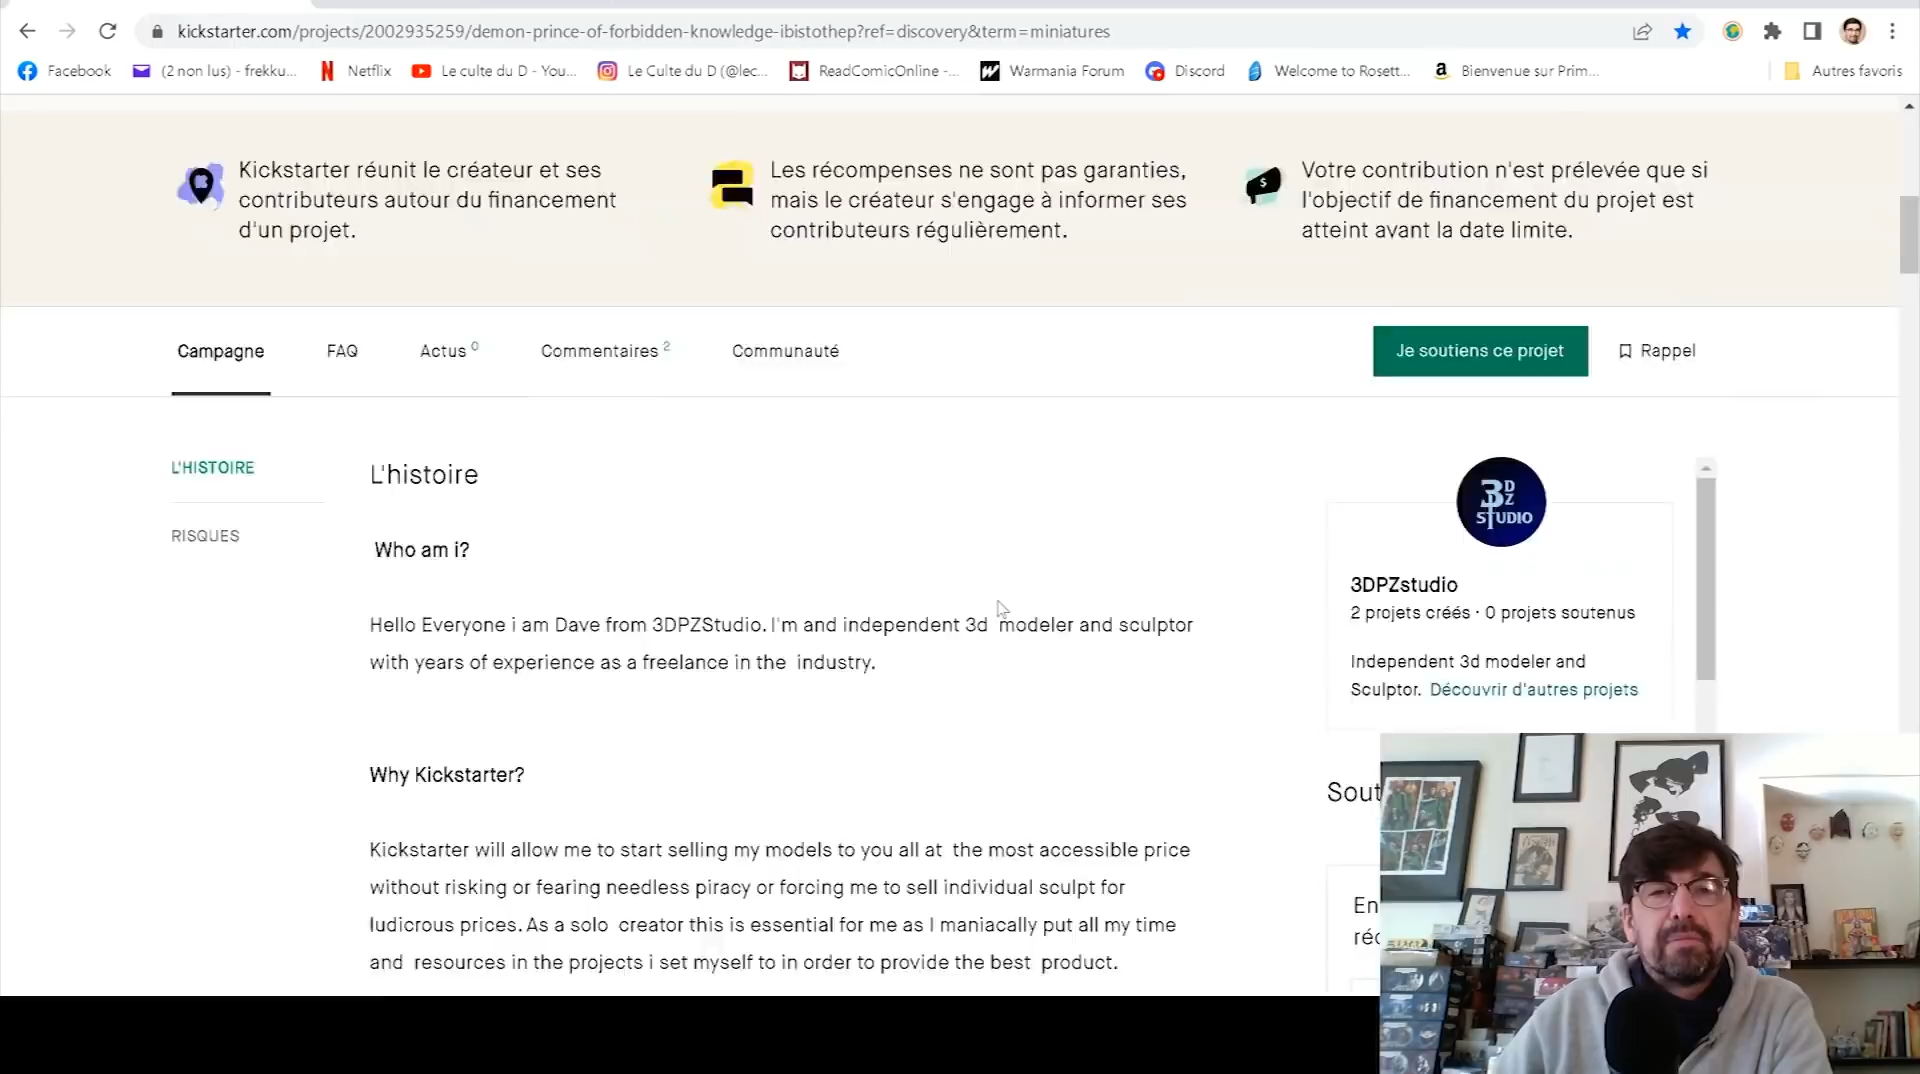 kickstarter.com/projects/2002935259/demon-prince-of-forbidden-knowledge-ibistothep?ref=discovery&term=miniatures
Facebook (2 non lus) - frekku... Netflix Le culte du D - You... Le Culte du D (@lec... ReadComicOnline -... Warmania Forum Discord Welcome to Rosett... Bienvenue sur Prim... Autres favoris
Kickstarter réunit le créateur et ses
contributeurs autour du financement
d'un projet.
Les récompenses ne sont pas garanties,
mais le créateur s'engage à informer ses
contributeurs régulièrement.
Votre contribution n'est prélevée que si
l'objectif de financement du projet est
atteint avant la date limite.
Campagne FAQ Actus 0 Commentaires 2 Communauté Je soutiens ce projet Rappel
L'HISTOIRE
RISQUES
L'histoire
Who am i?
Hello Everyone i am Dave from 3DPZStudio. I'm and independent 3d modeler and sculptor
with years of experience as a freelance in the industry.
Why Kickstarter?
Kickstarter will allow me to start selling my models to you all at the most accessible price
without risking or fearing needless piracy or forcing me to sell individual sculpt for
ludicrous prices. As a solo creator this is essential for me as I maniacally put all my time
and resources in the projects i set myself to in order to provide the best product.
3DPZ
STUDIO
3DPZstudio
2 projets créés · 0 projets soutenus
Independent 3d modeler and
Sculptor. Découvrir d'autres projets
Sout
En
réc